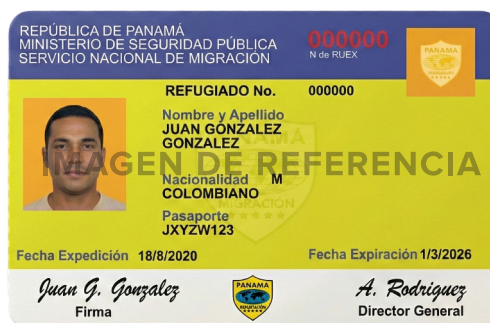 REPÚBLICA DE PANAMÁ
MINISTERIO DE SEGURIDAD PÚBLICA
SERVICIO NACIONAL DE MIGRACIÓN
000000
N de RUEX
PANAMA
REFUGIADO No. 000000
Nombre y Apellido
JUAN GONZALEZ
GONZALEZ
IMAGEN DE REFERENCIA
Nacionalidad M
COLOMBIANO
PANAMA
MIGRACIÓN
Pasaporte
JXYZW123
Fecha Expedición 18/8/2020
Fecha Expiración 1/3/2026
Juan G. Gonzalez
Firma
PANAMA
A. Rodriguez
Director General